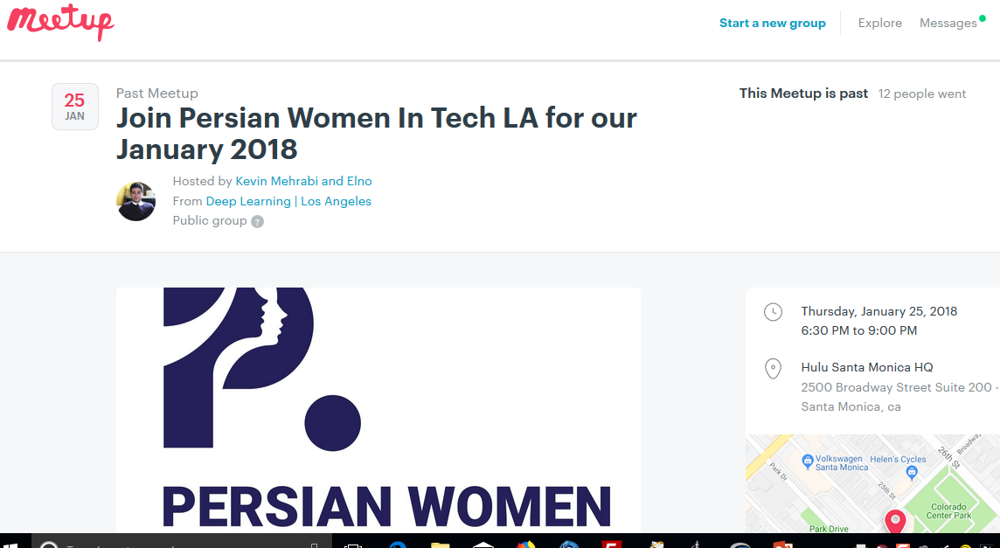 Meetup
Start a new group
Explore
Messages
25
JAN
Past Meetup
Join Persian Women In Tech LA for our
January 2018
Hosted by Kevin Mehrabi and Elno
From Deep Learning | Los Angeles
Public group ?
This Meetup is past 12 people went
P.
PERSIAN WOMEN
Thursday, January 25, 2018
6:30 PM to 9:00 PM
Hulu Santa Monica HQ
2500 Broadway Street Suite 200 ·
Santa Monica, ca
Volkswagen
Santa Monica
Helen's Cycles
26th St
Broadway
Park Dr
25th St
Colorado
Center Park
Park Drive